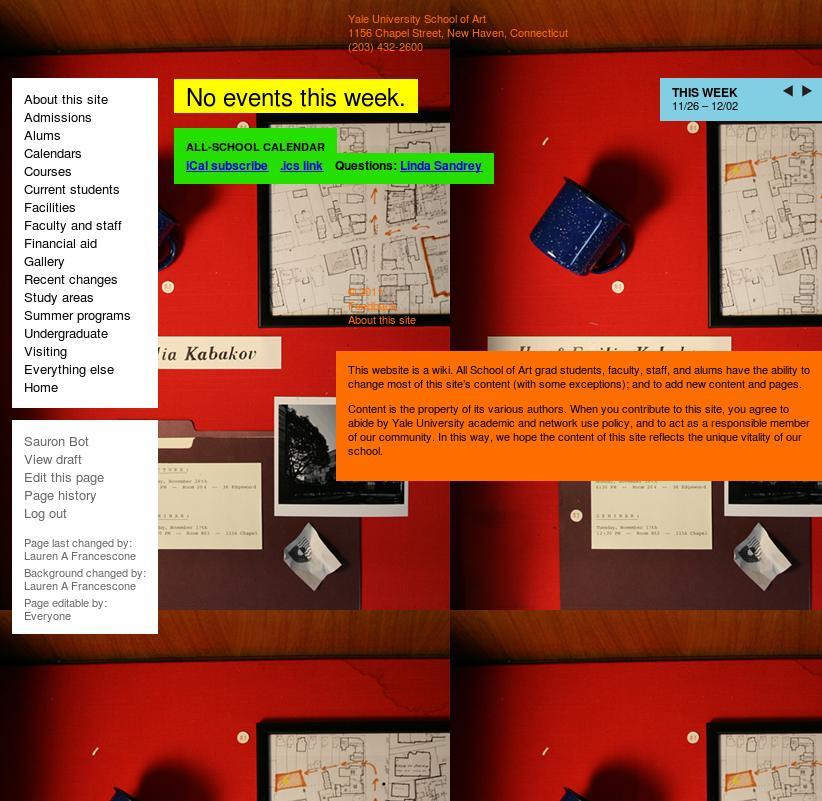 Yale University School of Art
1156 Chapel Street, New Haven, Connecticut
(203) 432-2600
About this site
Admissions
Alums
Calendars
Courses
Current students
Facilities
Faculty and staff
Financial aid
Gallery
Recent changes
Study areas
Summer programs
Undergraduate
Visiting
Everything else
Home
No events this week.
THIS WEEK
11/26 – 12/02
ALL-SCHOOL CALENDAR
iCal subscribe .ics link Questions: Linda Sandrey
© 2011
Feedback
About this site
lia Kabakov
This website is a wiki. All School of Art grad students, faculty, staff, and alums have the ability to
change most of this site's content (with some exceptions); and to add new content and pages.
Content is the property of its various authors. When you contribute to this site, you agree to
abide by Yale University academic and network use policy, and to act as a responsible member
of our community. In this way, we hope the content of this site reflects the unique vitality of our
school.
Sauron Bot
View draft
Edit this page
Page history
Log out
Page last changed by:
Lauren A Francescone
Background changed by:
Lauren A Francescone
Page editable by:
Everyone
SEMINAR:
Tuesday, November 17th